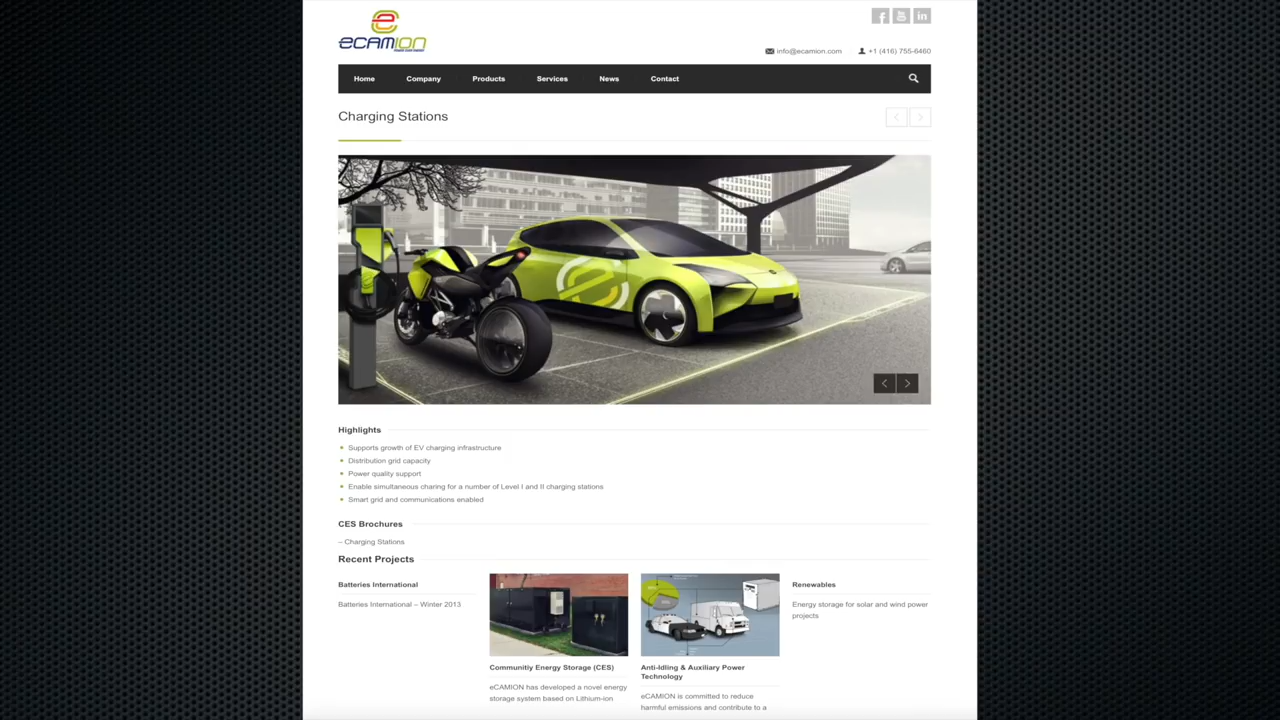 eCAMION
info@ecamion.com
+1 (416) 755-6460
Home
Company
Products
Services
News
Contact
Charging Stations
Highlights
Supports growth of EV charging infrastructure
Distribution grid capacity
Power quality support
Enable simultaneous charing for a number of Level I and II charging stations
Smart grid and communications enabled
CES Brochures
– Charging Stations
Recent Projects
Batteries International
Batteries International – Winter 2013
Communitiy Energy Storage (CES)
eCAMION has developed a novel energy
storage system based on Lithium-ion
Anti-Idling & Auxiliary Power
Technology
eCAMION is committed to reduce
harmful emissions and contribute to a
Renewables
Energy storage for solar and wind power
projects